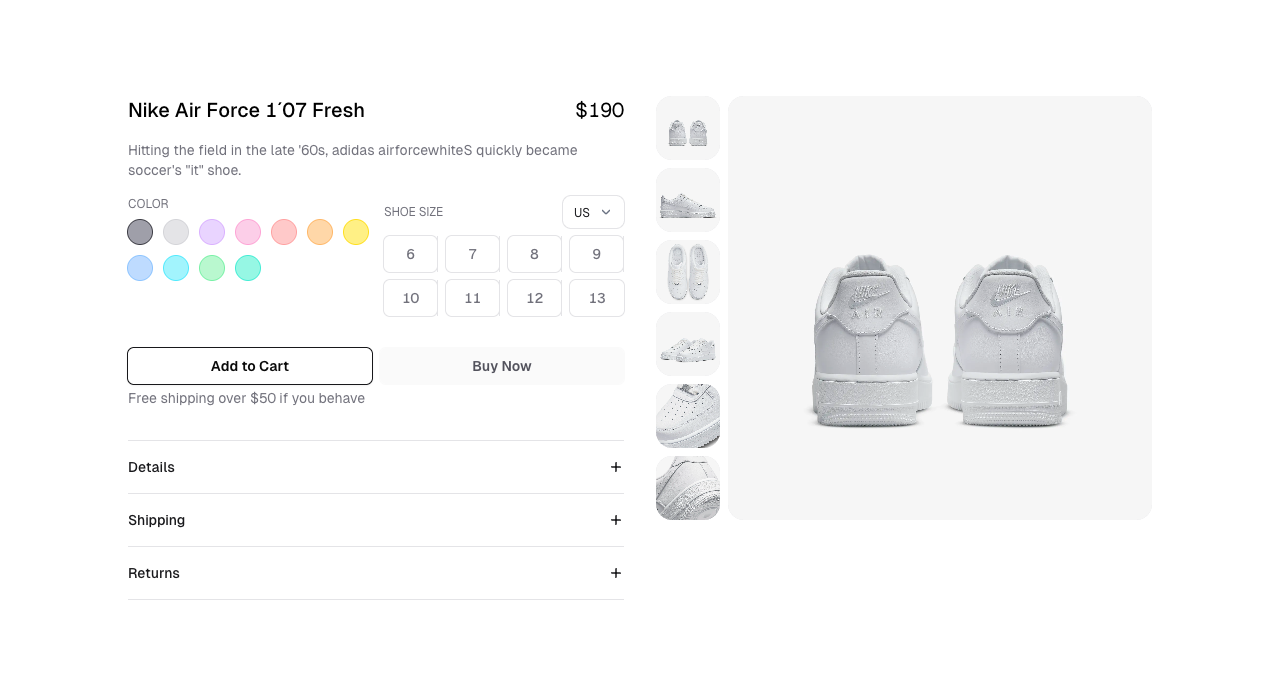 Nike Air Force 1´07 Fresh
$190
Hitting the field in the late '60s, adidas airforcewhiteS quickly became
soccer's "it" shoe.
COLOR
SHOE SIZE
US
6 7 8 9
10 11 12 13
Add to Cart
Buy Now
Free shipping over $50 if you behave
Details
Shipping
Returns
AIR
AIR